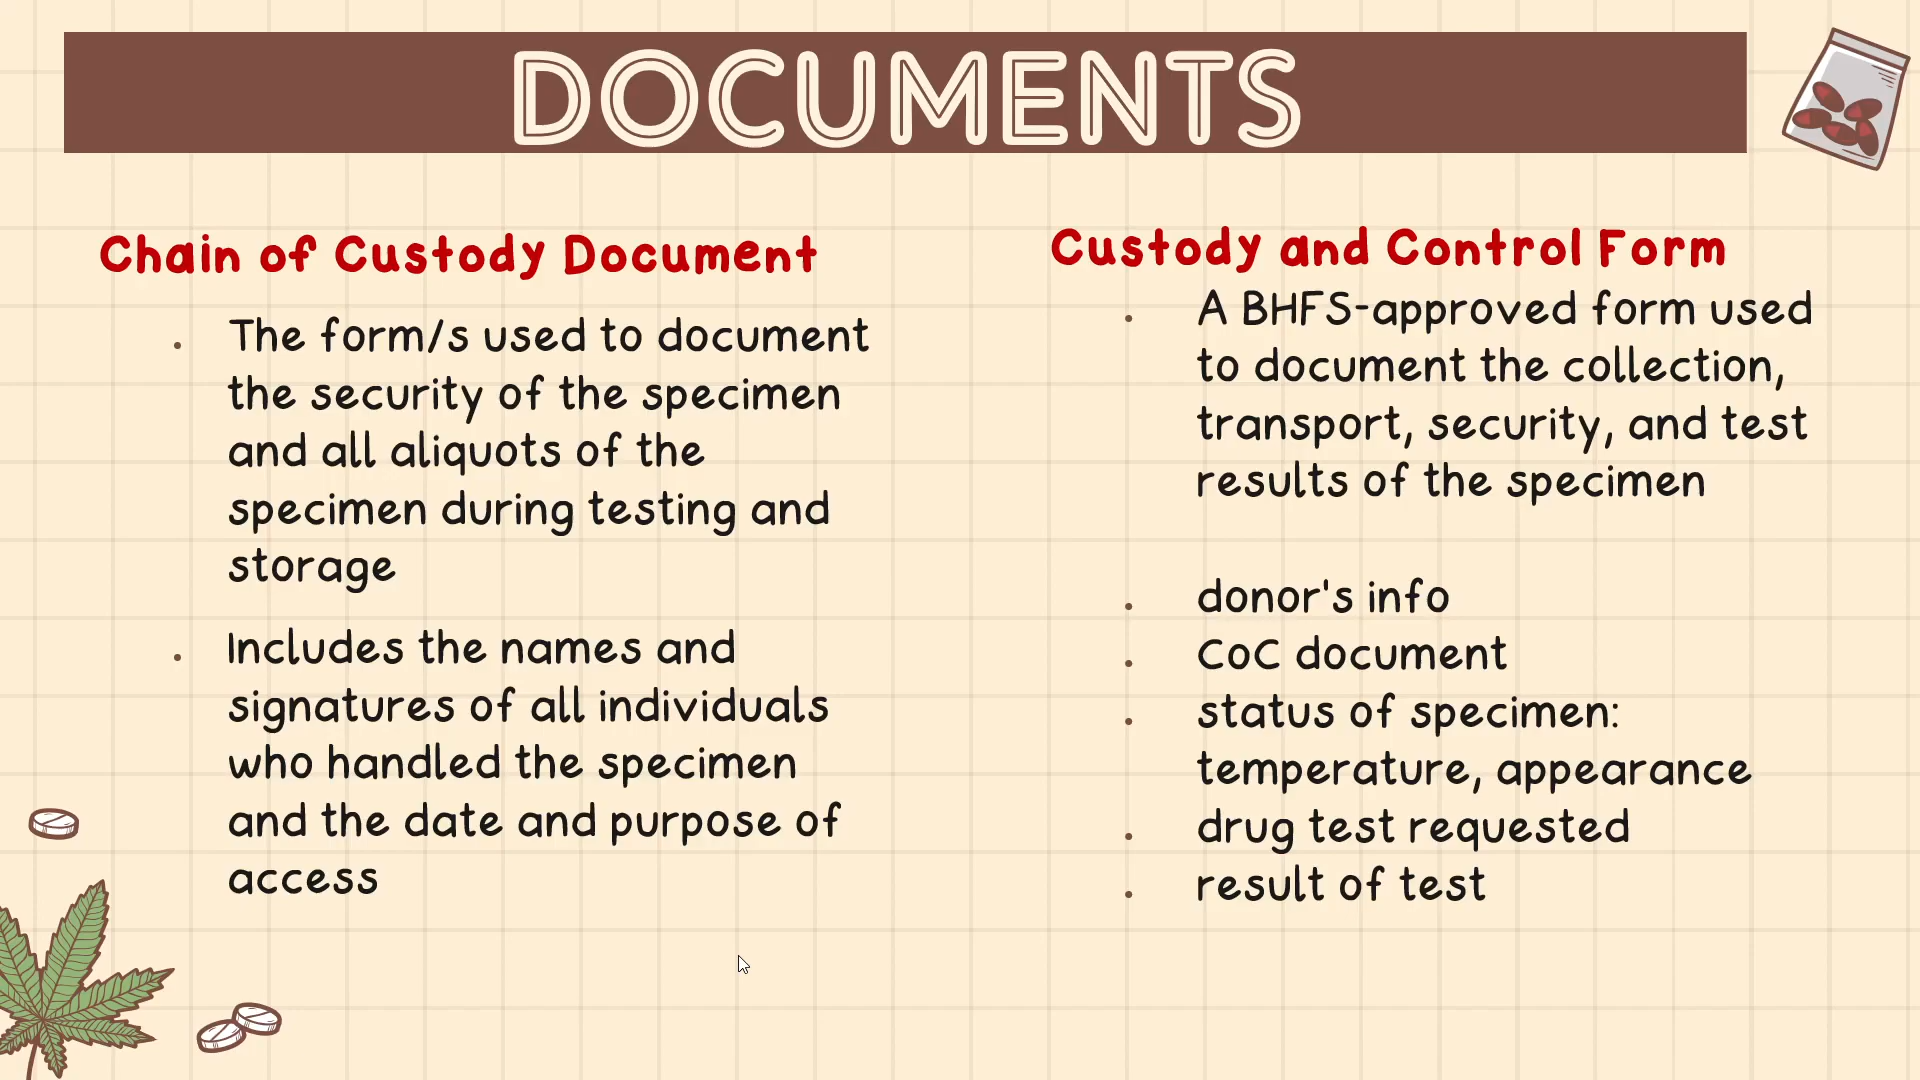 DOCUMENTS
Chain of Custody Document
• The form/s used to document
the security of the specimen
and all aliquots of the
specimen during testing and
storage
• Includes the names and
signatures of all individuals
who handled the specimen
and the date and purpose of
access
Custody and Control Form
• A BHFS-approved form used
to document the collection,
transport, security, and test
results of the specimen
• donor's info
• CoC document
• status of specimen:
temperature, appearance
• drug test requested
• result of test